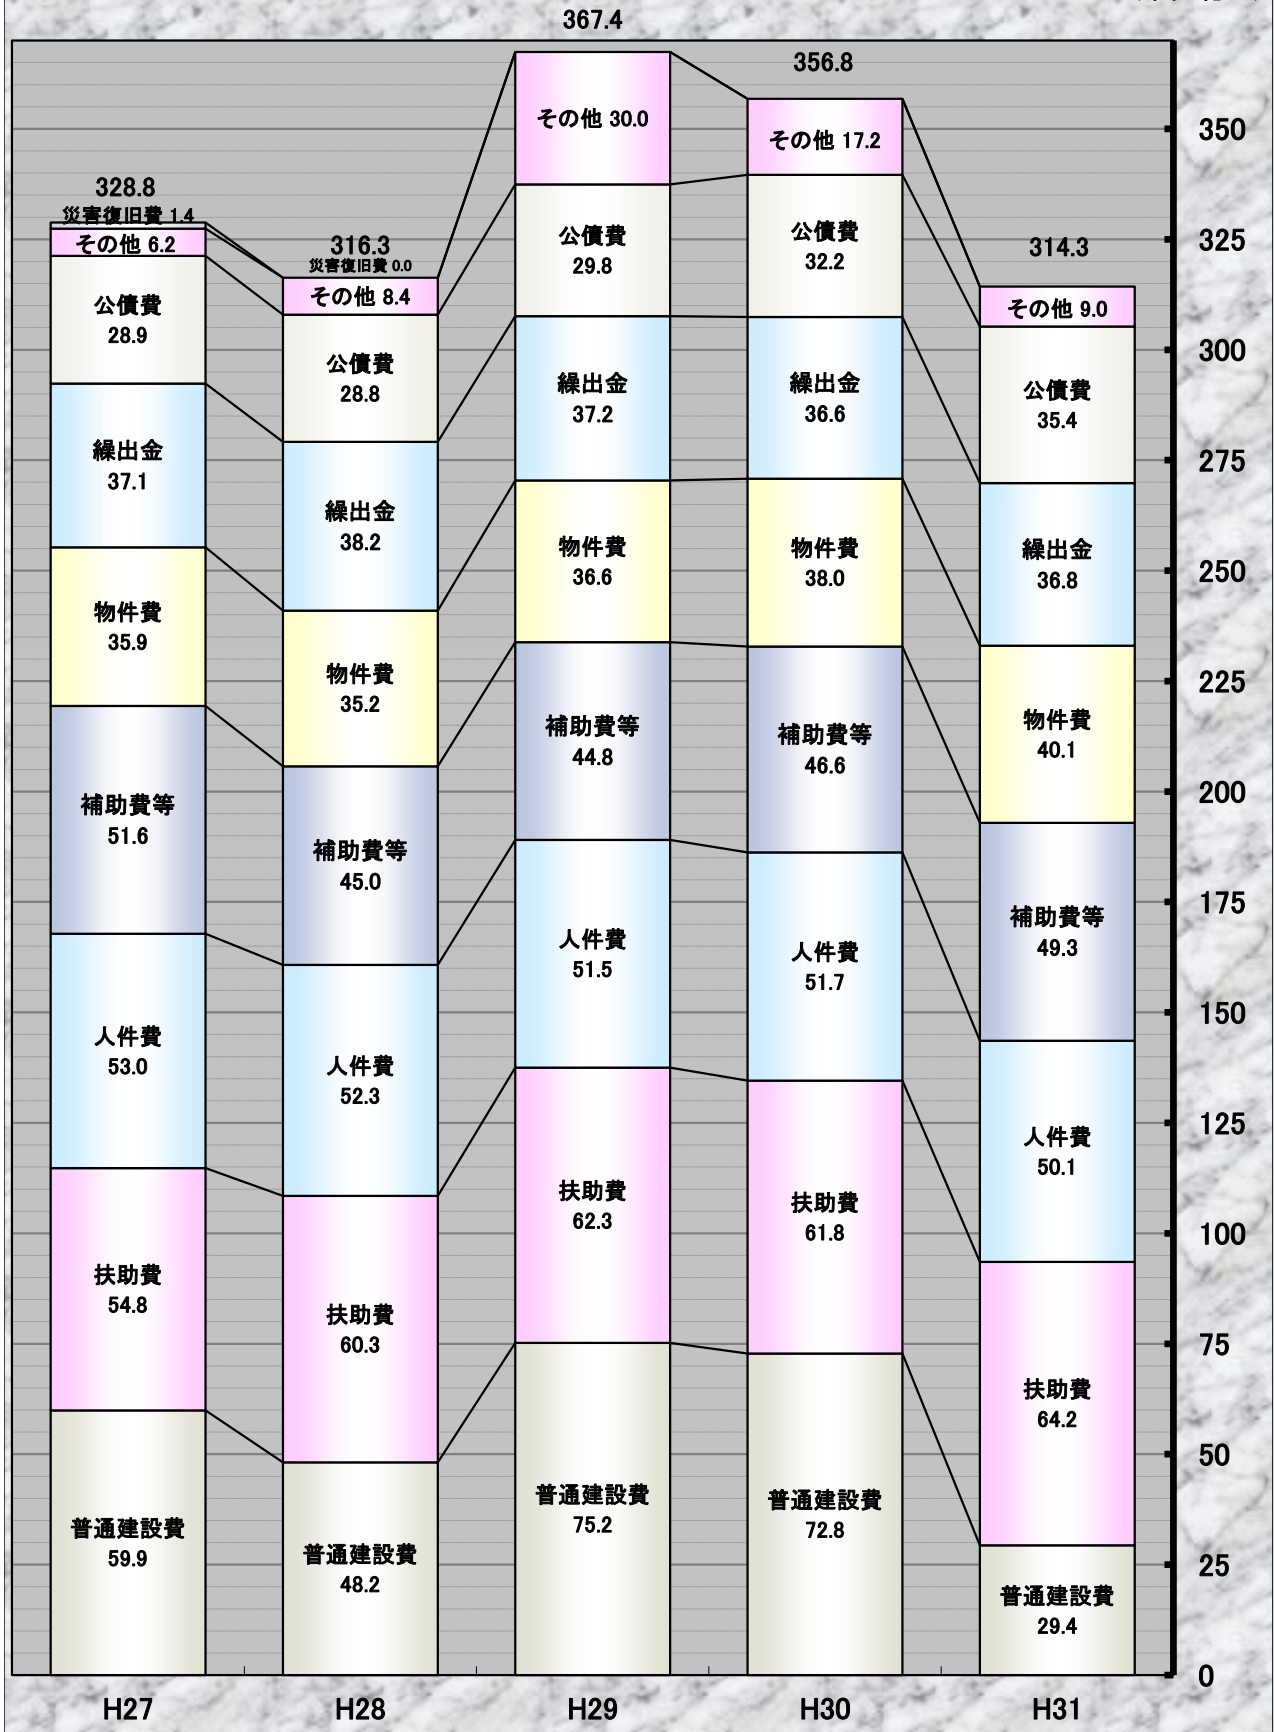 367.4
356.8
328.8
災害復旧費 1.4
その他 6.2
公債費
28.9
繰出金
37.1
物件費
35.9
補助費等
51.6
人件費
53.0
扶助費
54.8
普通建設費
59.9
316.3
災害復旧費 0.0
その他 8.4
公債費
28.8
繰出金
38.2
物件費
35.2
補助費等
45.0
人件費
52.3
扶助費
60.3
普通建設費
48.2
その他 30.0
公債費
29.8
繰出金
37.2
物件費
36.6
補助費等
44.8
人件費
51.5
扶助費
62.3
普通建設費
75.2
その他 17.2
公債費
32.2
繰出金
36.6
物件費
38.0
補助費等
46.6
人件費
51.7
扶助費
61.8
普通建設費
72.8
314.3
その他 9.0
公債費
35.4
繰出金
36.8
物件費
40.1
補助費等
49.3
人件費
50.1
扶助費
64.2
普通建設費
29.4
350
325
300
275
250
225
200
175
150
125
100
75
50
25
0
H27 H28 H29 H30 H31